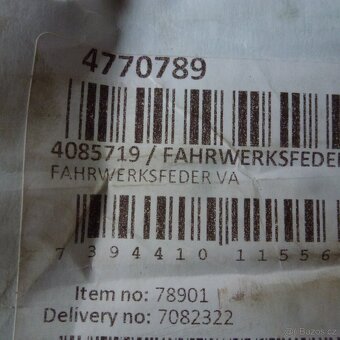 4770789
4085719 / FAHRWERKSFEDER
FAHRWERKSFEDER VA
7 394410 11556
Item no: 78901
Delivery no: 7082322